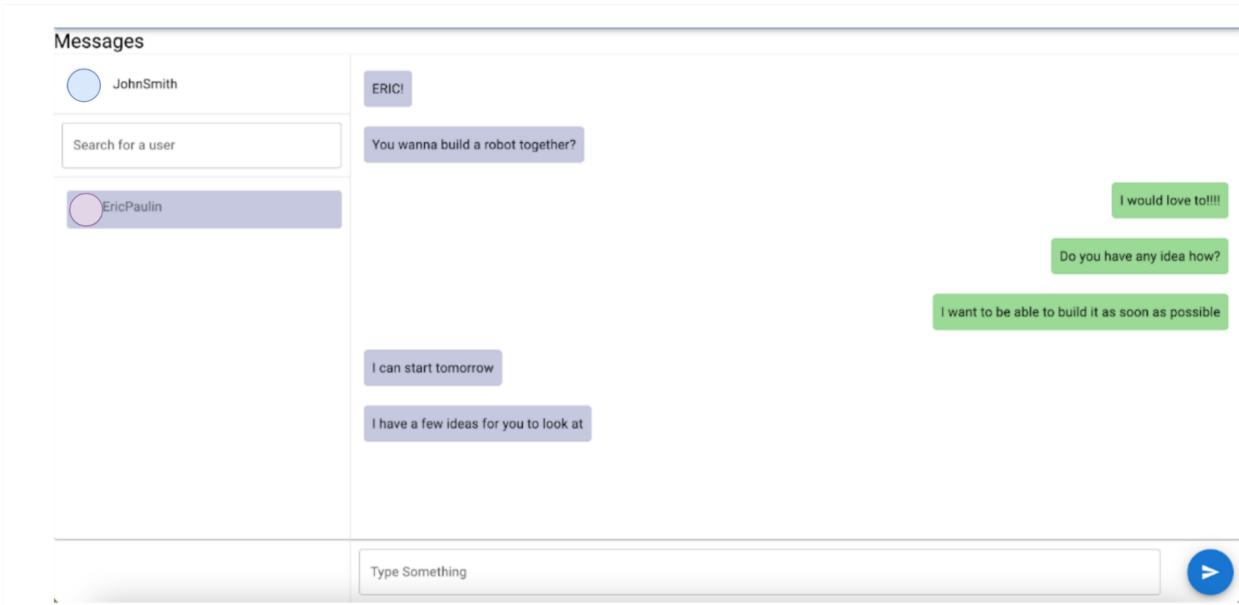 Messages
JohnSmith
Search for a user
EricPaulin
ERIC!
You wanna build a robot together?
I would love to!!!!
Do you have any idea how?
I want to be able to build it as soon as possible
I can start tomorrow
I have a few ideas for you to look at
Type Something